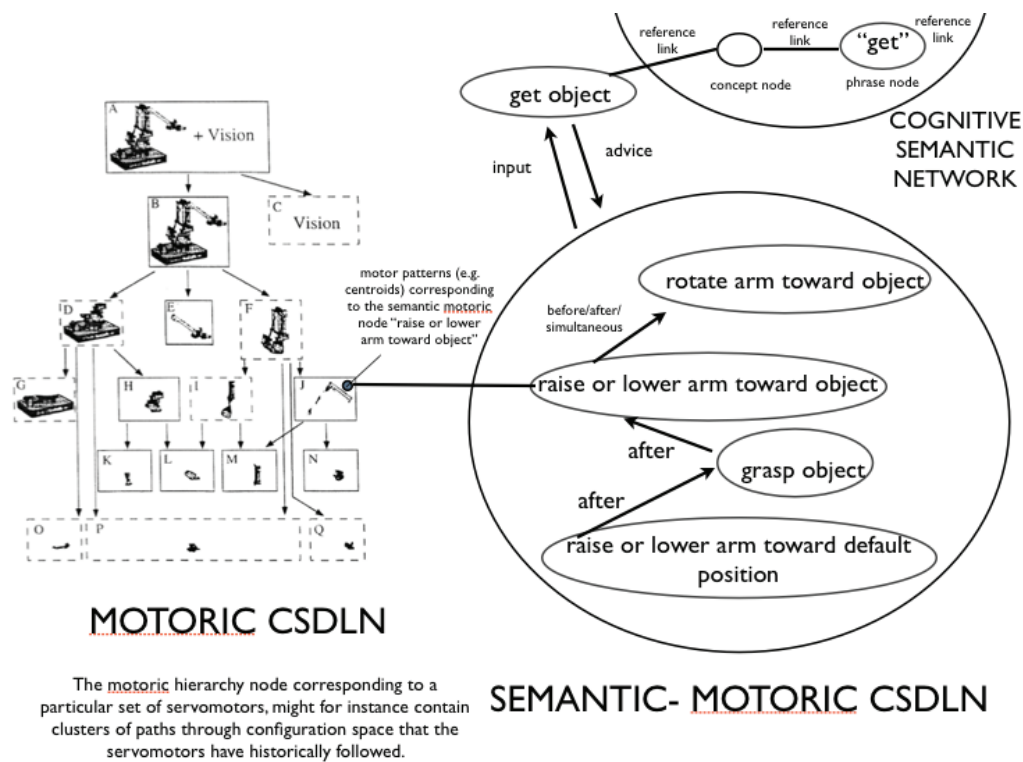 reference
link
reference
link
reference
link
"get"
concept node
phrase node
get object
COGNITIVE
SEMANTIC
NETWORK
input
advice
A
+ Vision
B
C
Vision
D
E
F
G
H
I
J
K
L
M
N
O
P
Q
motor patterns (e.g.
centroids) corresponding
to the semantic motoric
node "raise or lower
arm toward object"
rotate arm toward object
before/after/
simultaneous
raise or lower arm toward object
after
grasp object
after
raise or lower arm toward default
position
MOTORIC CSDLN
The motoric hierarchy node corresponding to a
particular set of servomotors, might for instance contain
clusters of paths through configuration space that the
servomotors have historically followed.
SEMANTIC- MOTORIC CSDLN